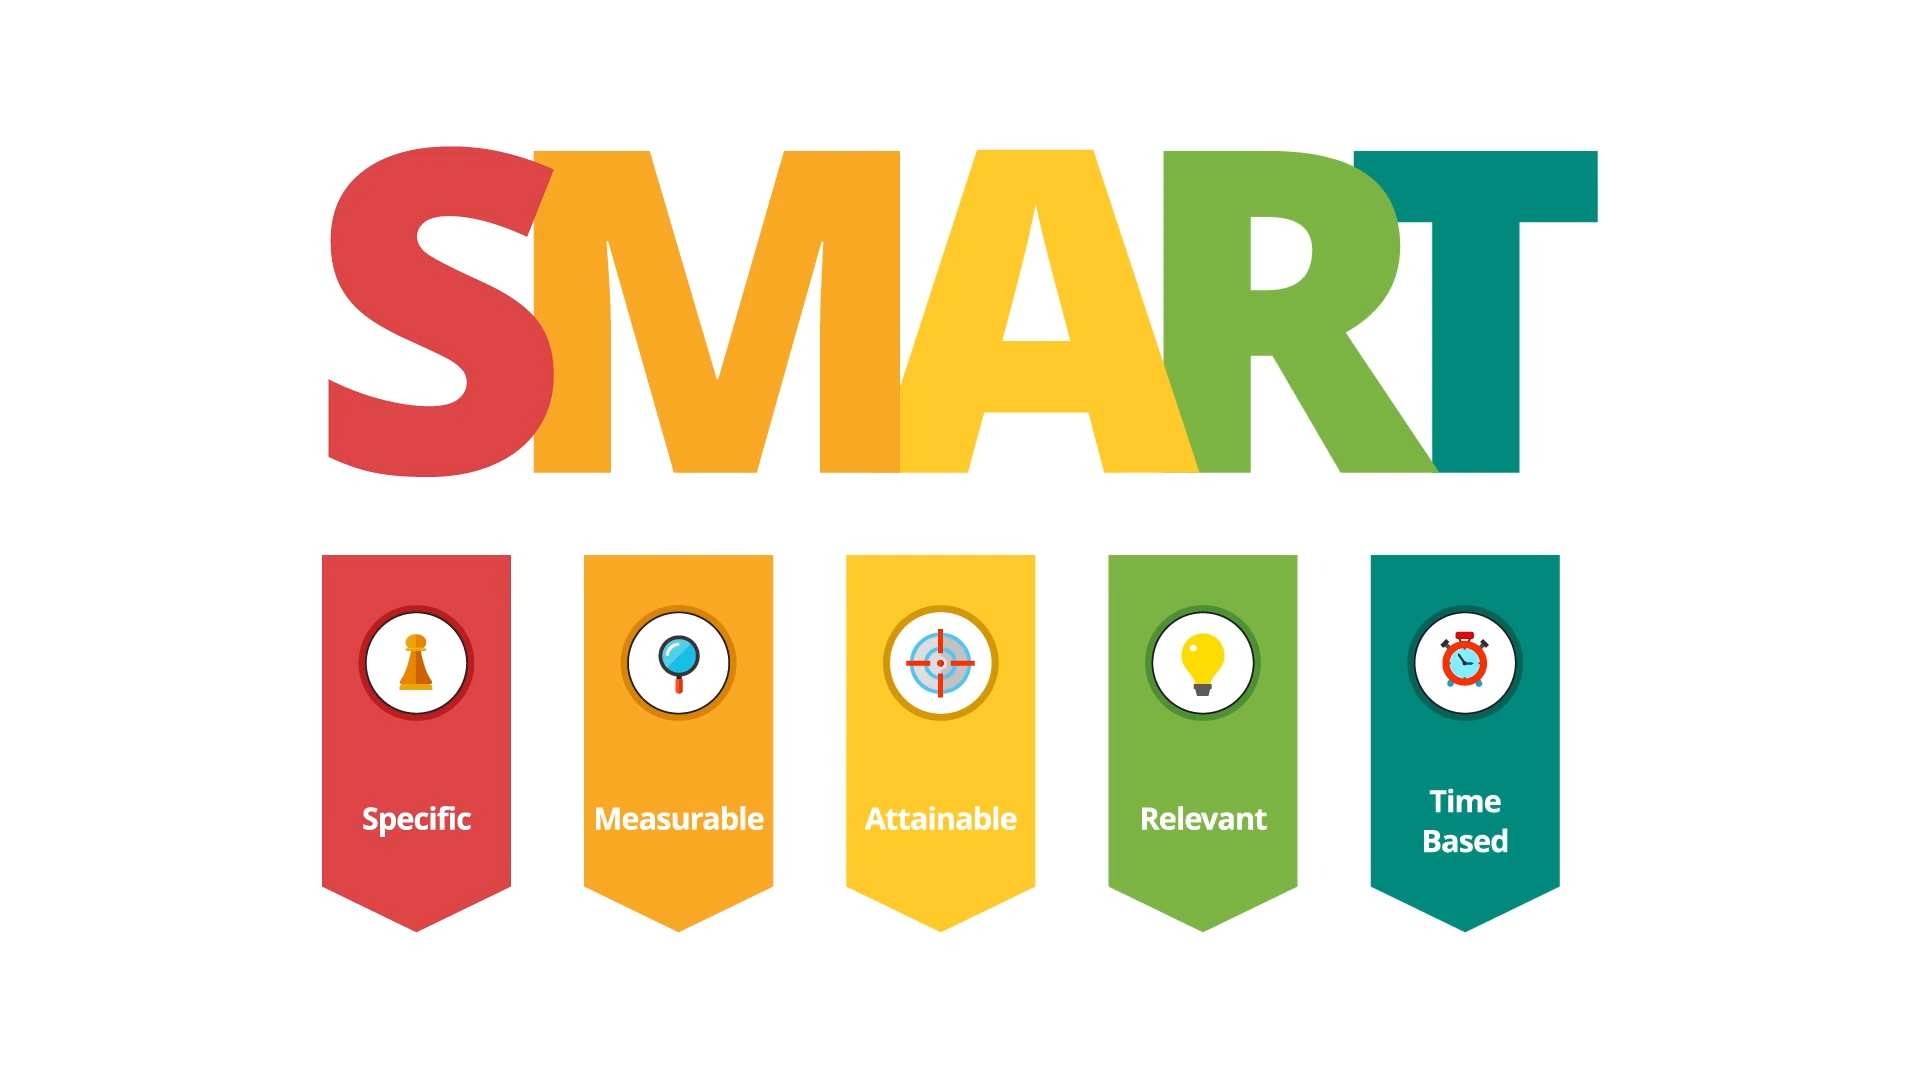 SMART
Specific
Measurable
Attainable
Relevant
Time
Based